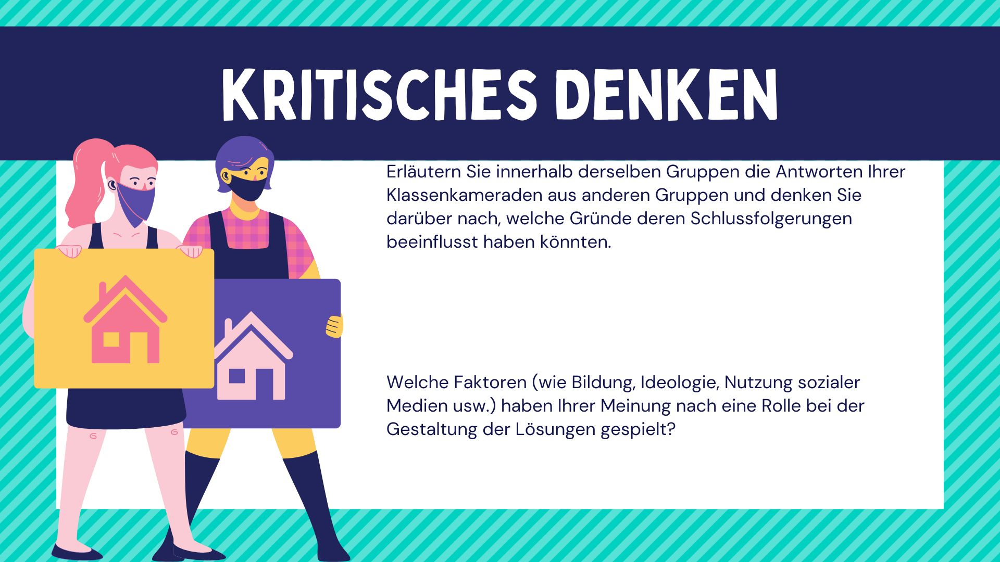 KRITISCHES DENKEN
Erläutern Sie innerhalb derselben Gruppen die Antworten Ihrer
Klassenkameraden aus anderen Gruppen und denken Sie
darüber nach, welche Gründe deren Schlussfolgerungen
beeinflusst haben könnten.
Welche Faktoren (wie Bildung, Ideologie, Nutzung sozialer
Medien usw.) haben Ihrer Meinung nach eine Rolle bei der
Gestaltung der Lösungen gespielt?